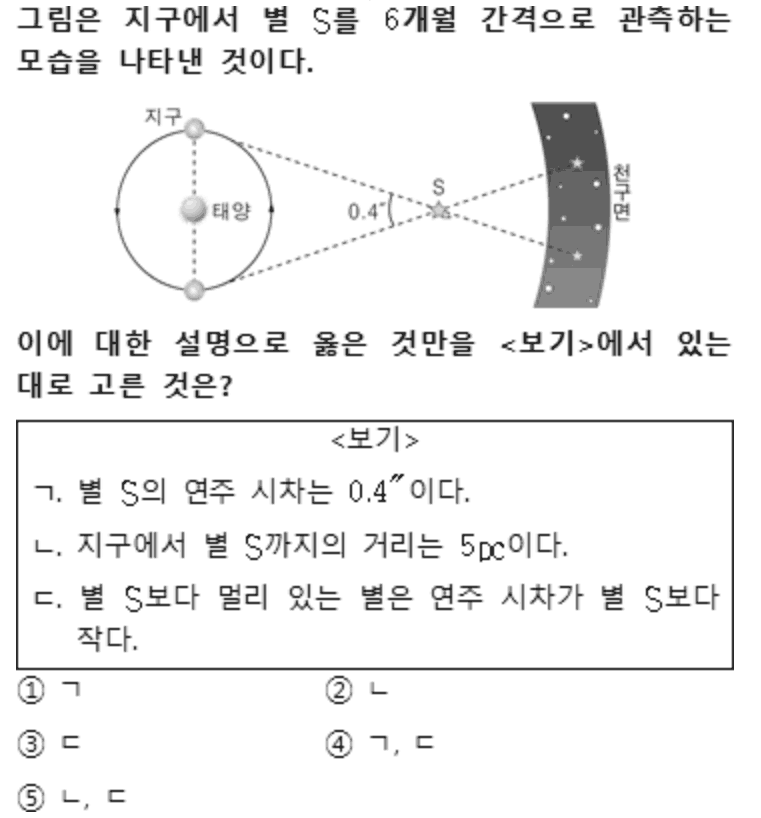 그림은 지구에서 별 S를 6개월 간격으로 관측하는
모습을 나타낸 것이다.
지구
태양
0.4″
S
천구면
이에 대한 설명으로 옳은 것만을 <보기>에서 있는
대로 고른 것은?
<보기>
ㄱ. 별 S의 연주 시차는 0.4″이다.
ㄴ. 지구에서 별 S까지의 거리는 5pc이다.
ㄷ. 별 S보다 멀리 있는 별은 연주 시차가 별 S보다
작다.
① ㄱ ② ㄴ
③ ㄷ ④ ㄱ, ㄷ
⑤ ㄴ, ㄷ